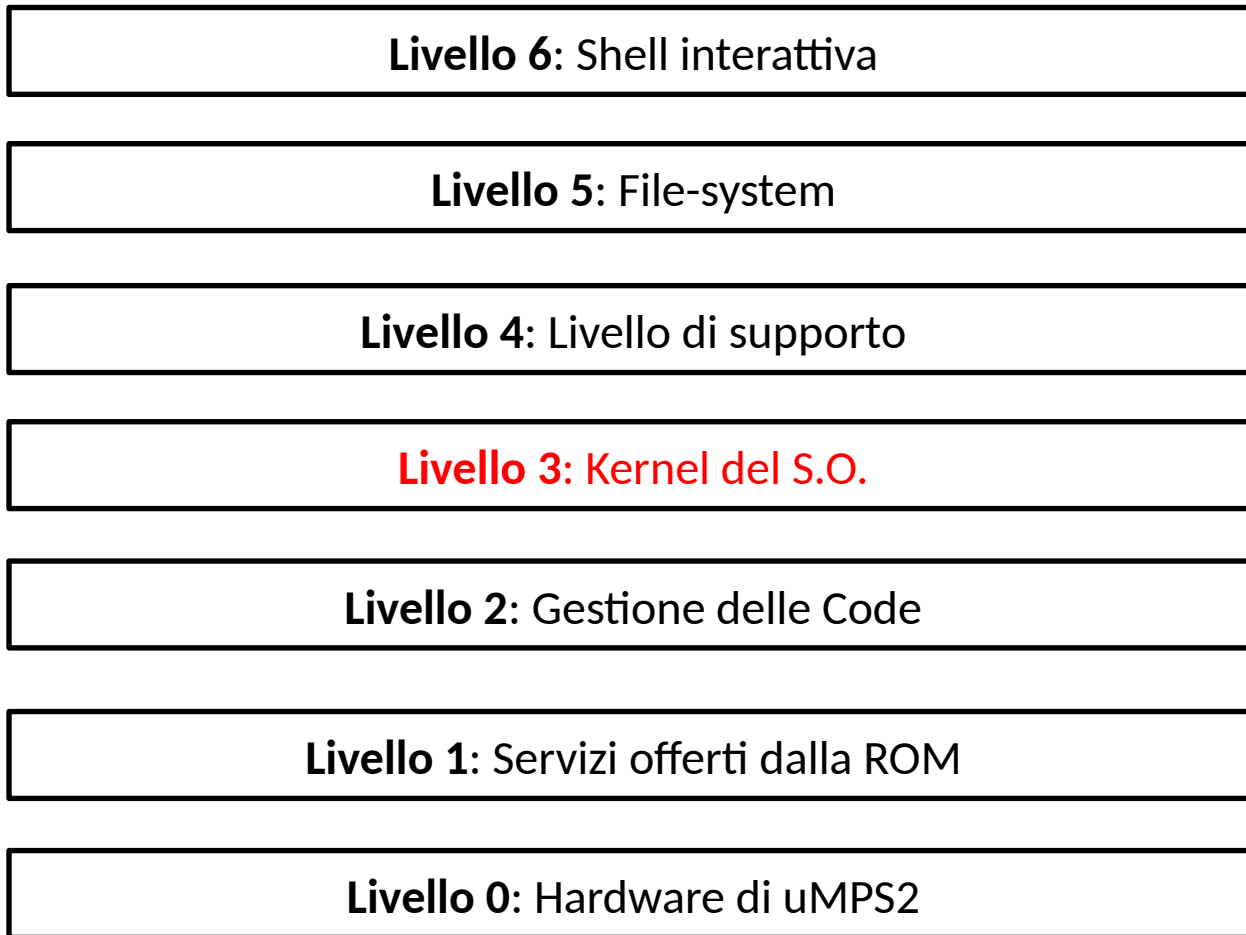 Livello 6: Shell interattiva
Livello 5: File-system
Livello 4: Livello di supporto
Livello 3: Kernel del S.O.
Livello 2: Gestione delle Code
Livello 1: Servizi offerti dalla ROM
Livello 0: Hardware di uMPS2